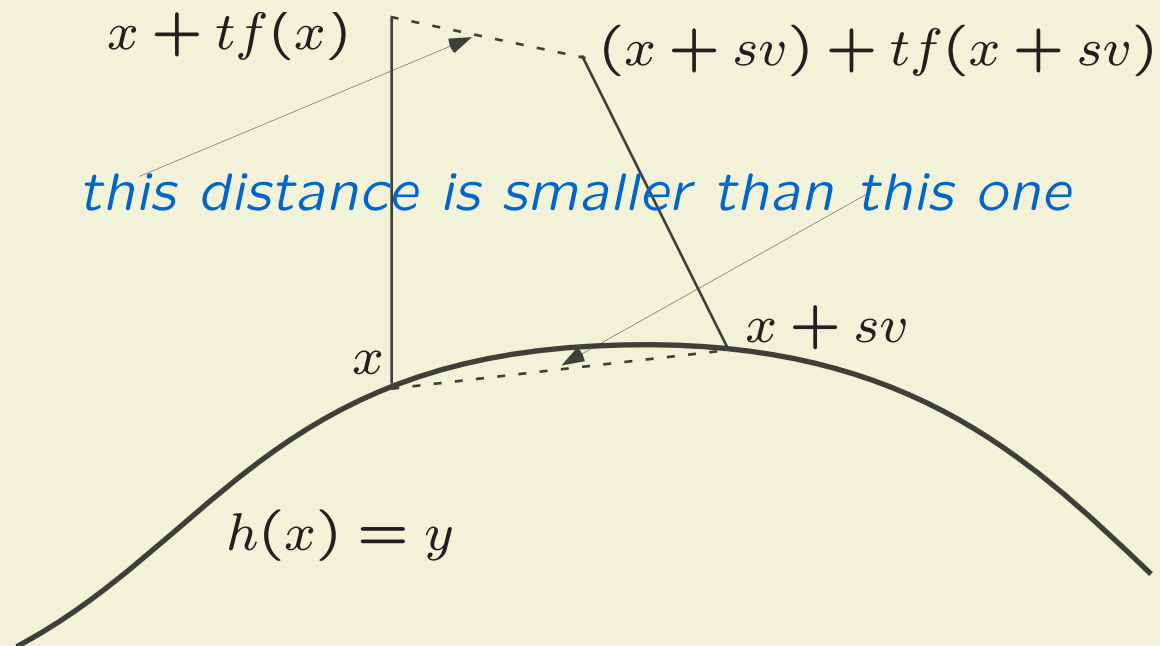 x + tf(x)
(x + sv) + tf(x + sv)
this distance is smaller than this one
x + sv
x
h(x) = y